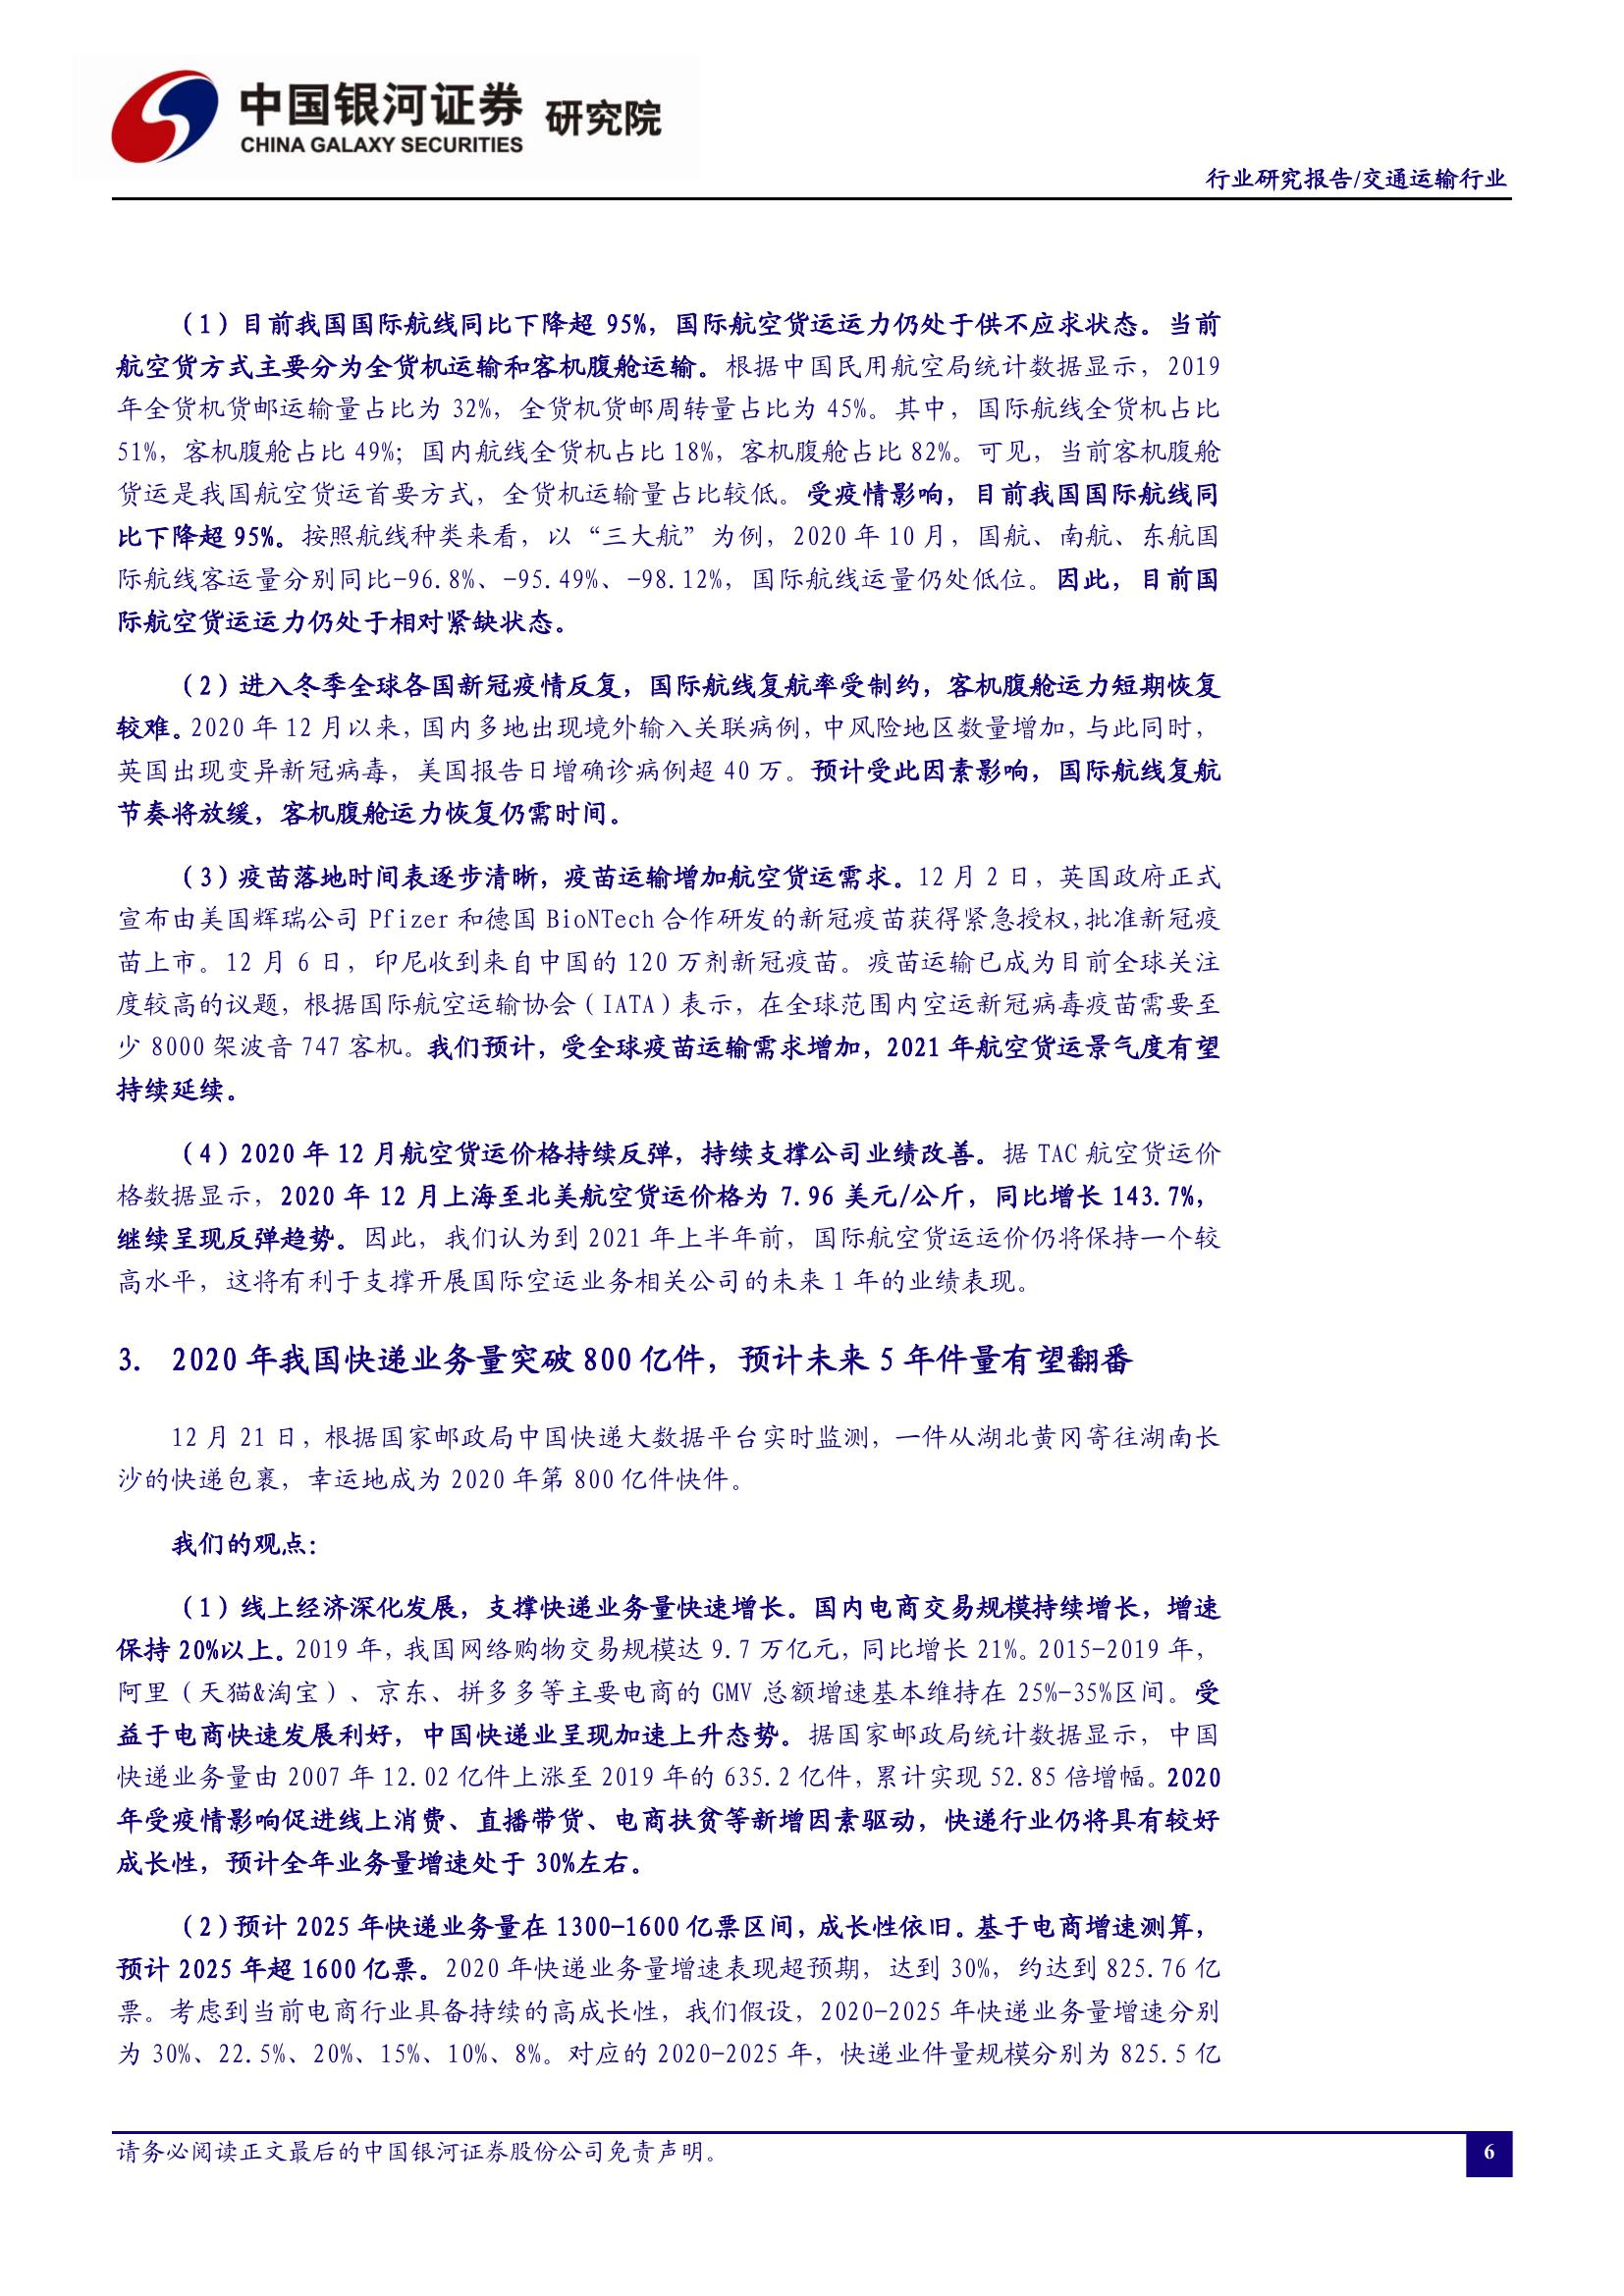 中国银河证券 研究院
CHINA GALAXY SECURITIES
行业研究报告/交通运输行业
（1）目前我国国际航线同比下降超 95%，国际航空货运运力仍处于供不应求状态。当前
航空货方式主要分为全货机运输和客机腹舱运输。根据中国民用航空局统计数据显示，2019
年全货机货邮运输量占比为 32%，全货机货邮周转量占比为 45%。其中，国际航线全货机占比
51%，客机腹舱占比 49%；国内航线全货机占比 18%，客机腹舱占比 82%。可见，当前客机腹舱
货运是我国航空货运首要方式，全货机运输量占比较低。受疫情影响，目前我国国际航线同
比下降超 95%。按照航线种类来看，以“三大航”为例，2020 年 10 月，国航、南航、东航国
际航线客运量分别同比-96.8%、-95.49%、-98.12%，国际航线运量仍处低位。因此，目前国
际航空货运运力仍处于相对紧缺状态。
（2）进入冬季全球各国新冠疫情反复，国际航线复航率受制约，客机腹舱运力短期恢复
较难。2020 年 12 月以来，国内多地出现境外输入关联病例，中风险地区数量增加，与此同时，
英国出现变异新冠病毒，美国报告日增确诊病例超 40 万。预计受此因素影响，国际航线复航
节奏将放缓，客机腹舱运力恢复仍需时间。
（3）疫苗落地时间表逐步清晰，疫苗运输增加航空货运需求。12 月 2 日，英国政府正式
宣布由美国辉瑞公司 Pfizer 和德国 BioNTech 合作研发的新冠疫苗获得紧急授权，批准新冠疫
苗上市。12 月 6 日，印尼收到来自中国的 120 万剂新冠疫苗。疫苗运输已成为目前全球关注
度较高的议题，根据国际航空运输协会（IATA）表示，在全球范围内空运新冠病毒疫苗需要至
少 8000 架波音 747 客机。我们预计，受全球疫苗运输需求增加，2021 年航空货运景气度有望
持续延续。
（4）2020 年 12 月航空货运价格持续反弹，持续支撑公司业绩改善。据 TAC 航空货运价
格数据显示，2020 年 12 月上海至北美航空货运价格为 7.96 美元/公斤，同比增长 143.7%，
继续呈现反弹趋势。因此，我们认为到 2021 年上半年前，国际航空货运运价仍将保持一个较
高水平，这将有利于支撑开展国际空运业务相关公司的未来 1 年的业绩表现。
3. 2020 年我国快递业务量突破 800 亿件，预计未来 5 年件量有望翻番
12 月 21 日，根据国家邮政局中国快递大数据平台实时监测，一件从湖北黄冈寄往湖南长
沙的快递包裹，幸运地成为 2020 年第 800 亿件快件。
我们的观点：
（1）线上经济深化发展，支撑快递业务量快速增长。国内电商交易规模持续增长，增速
保持 20%以上。2019 年，我国网络购物交易规模达 9.7 万亿元，同比增长 21%。2015-2019 年，
阿里（天猫&淘宝）、京东、拼多多等主要电商的 GMV 总额增速基本维持在 25%-35%区间。受
益于电商快速发展利好，中国快递业呈现加速上升态势。据国家邮政局统计数据显示，中国
快递业务量由 2007 年 12.02 亿件上涨至 2019 年的 635.2 亿件，累计实现 52.85 倍增幅。2020
年受疫情影响促进线上消费、直播带货、电商扶贫等新增因素驱动，快递行业仍将具有较好
成长性，预计全年业务量增速处于 30%左右。
（2）预计 2025 年快递业务量在 1300-1600 亿票区间，成长性依旧。基于电商增速测算，
预计 2025 年超 1600 亿票。2020 年快递业务量增速表现超预期，达到 30%，约达到 825.76 亿
票。考虑到当前电商行业具备持续的高成长性，我们假设，2020-2025 年快递业务量增速分别
为 30%、22.5%、20%、15%、10%、8%。对应的 2020-2025 年，快递业件量规模分别为 825.5 亿
请务必阅读正文最后的中国银河证券股份公司免责声明。
6